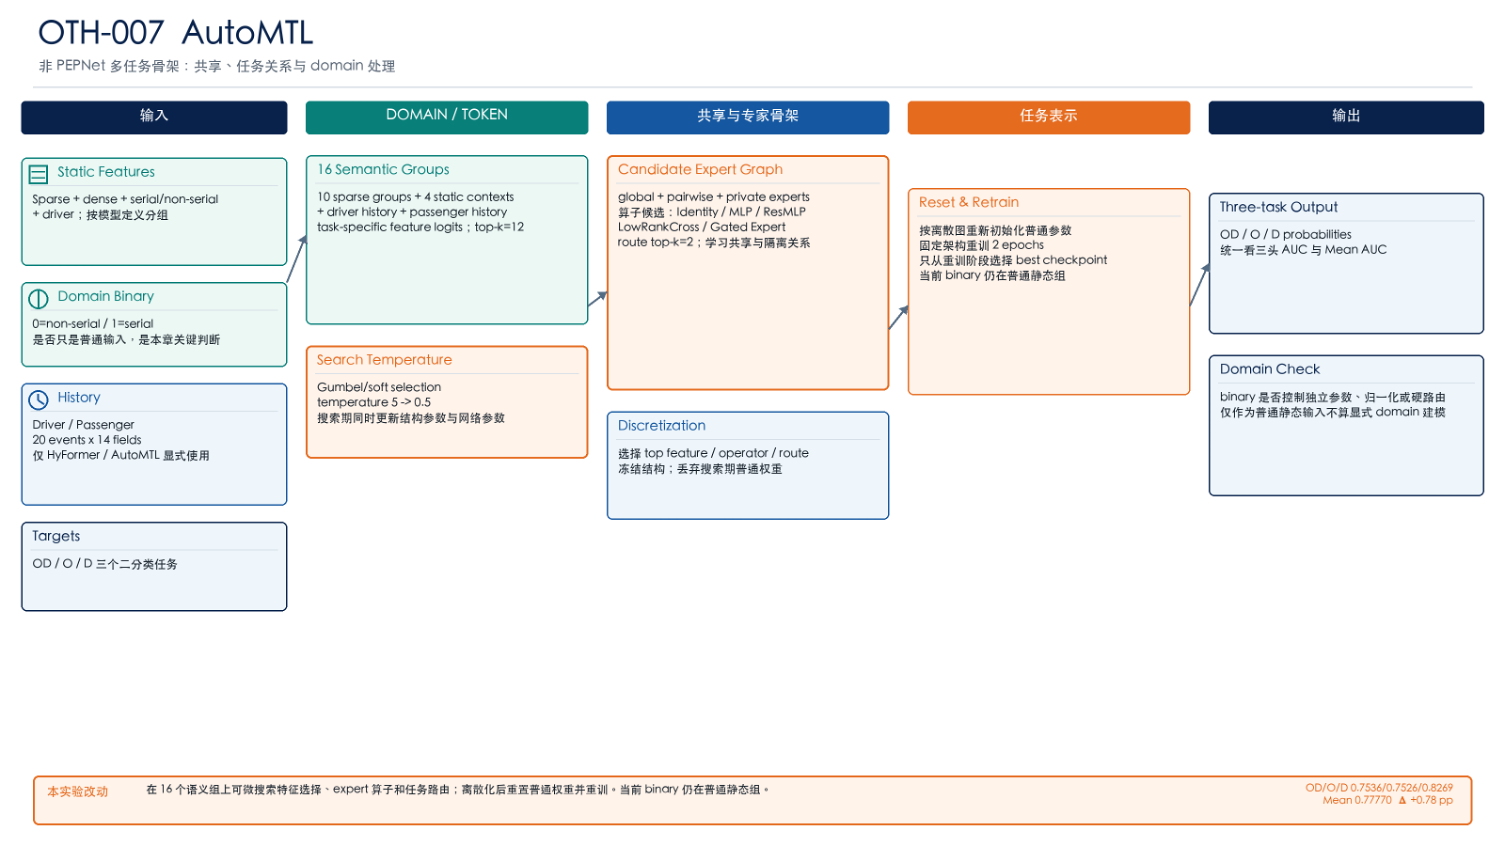 OTH-007 AutoMTL
非 PEPNet 多任务骨架：共享、任务关系与 domain 处理
输入
Static Features
Sparse + dense + serial/non-serial
+ driver；按模型定义分组
Domain Binary
0=non-serial / 1=serial
是否只是普通输入，是本章关键判断
History
Driver / Passenger
20 events x 14 fields
仅 HyFormer / AutoMTL 显式使用
Targets
OD / O / D 三个二分类任务
DOMAIN / TOKEN
16 Semantic Groups
10 sparse groups + 4 static contexts
+ driver history + passenger history
task-specific feature logits；top-k=12
Search Temperature
Gumbel/soft selection
temperature 5 -> 0.5
搜索期同时更新结构参数与网络参数
共享与专家骨架
Candidate Expert Graph
global + pairwise + private experts
算子候选：Identity / MLP / ResMLP
LowRankCross / Gated Expert
route top-k=2；学习共享与隔离关系
Discretization
选择 top feature / operator / route
冻结结构；丢弃搜索期普通权重
任务表示
Reset & Retrain
按离散图重新初始化普通参数
固定架构重训 2 epochs
只从重训阶段选择 best checkpoint
当前 binary 仍在普通静态组
输出
Three-task Output
OD / O / D probabilities
统一看三头 AUC 与 Mean AUC
Domain Check
binary 是否控制独立参数、归一化或硬路由
仅作为普通静态输入不算显式 domain 建模
本实验改动
在 16 个语义组上可微搜索特征选择、expert 算子和任务路由；离散化后重置普通权重并重训。当前 binary 仍在普通静态组。
OD/O/D 0.7536/0.7526/0.8269
Mean 0.77770 Δ +0.78 pp